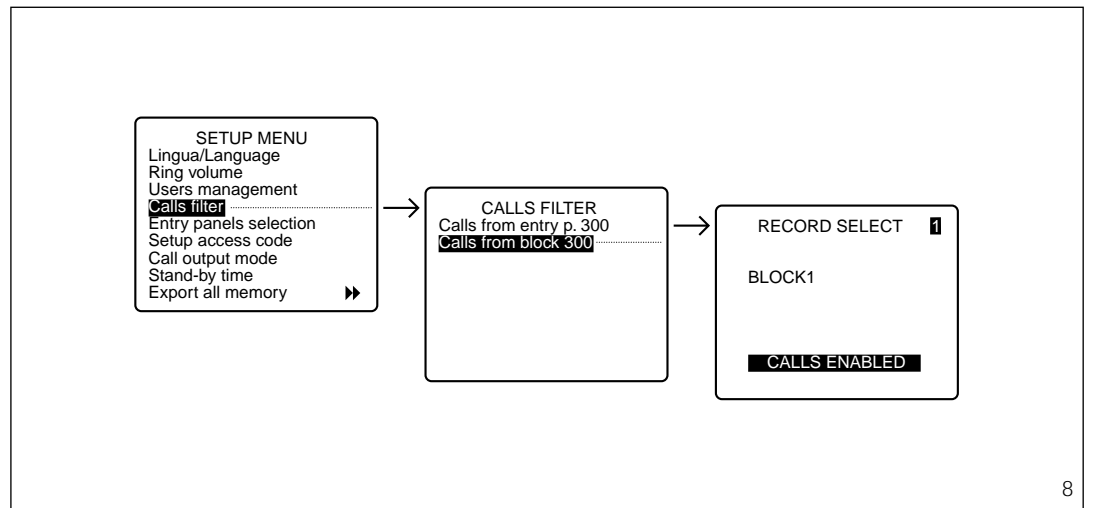 SETUP MENU
Lingua/Language
Ring volume
Users management
Calls filter
Entry panels selection
Setup access code
Call output mode
Stand-by time
Export all memory
CALLS FILTER
Calls from entry p. 300
Calls from block 300
RECORD SELECT 1
BLOCK1
CALLS ENABLED
8